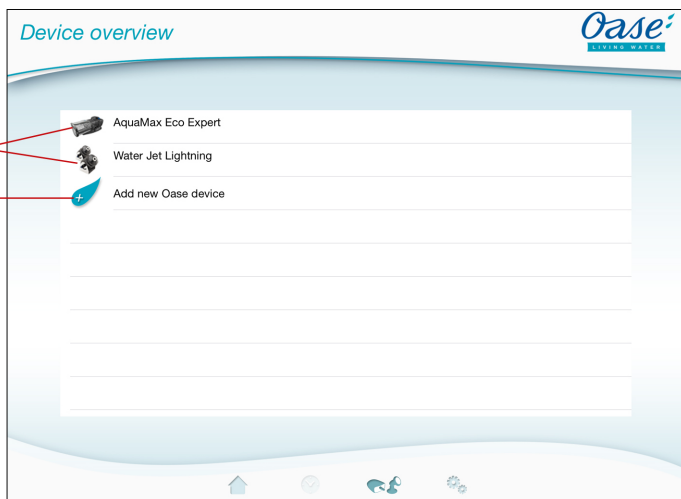 Device overview
Oase
LIVING WATER
AquaMax Eco Expert
Water Jet Lightning
+
Add new Oase device